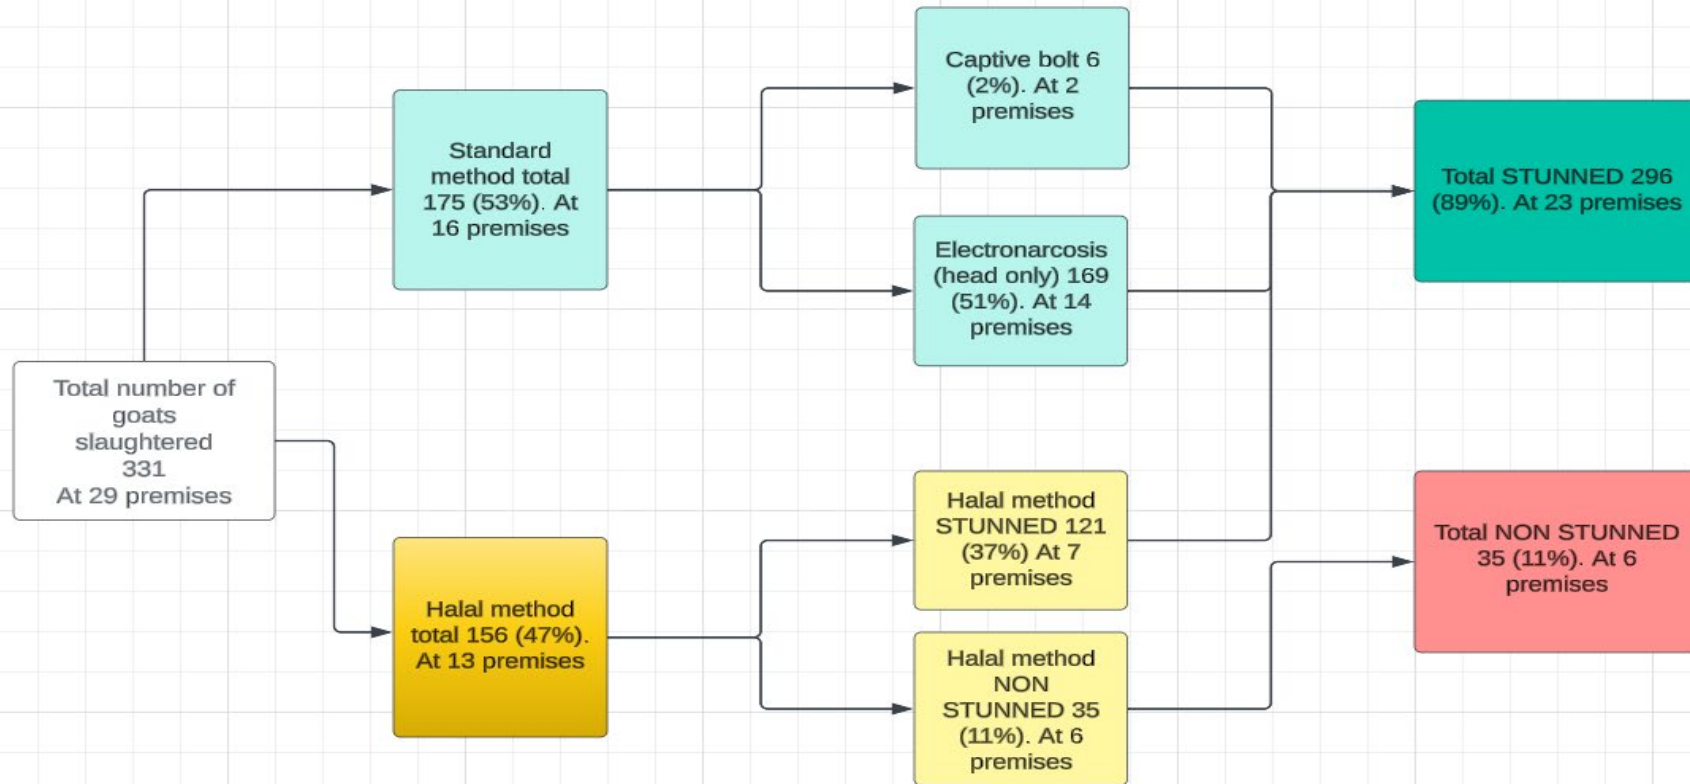 Total number of
goats
slaughtered
331
At 29 premises
Standard
method total
175 (53%). At
16 premises
Halal method
total 156 (47%).
At 13 premises
Captive bolt 6
(2%). At 2
premises
Electronarcosis
(head only) 169
(51%). At 14
premises
Halal method
STUNNED 121
(37%) At 7
premises
Halal method
NON
STUNNED 35
(11%). At 6
premises
Total STUNNED 296
(89%). At 23 premises
Total NON STUNNED
35 (11%). At 6
premises